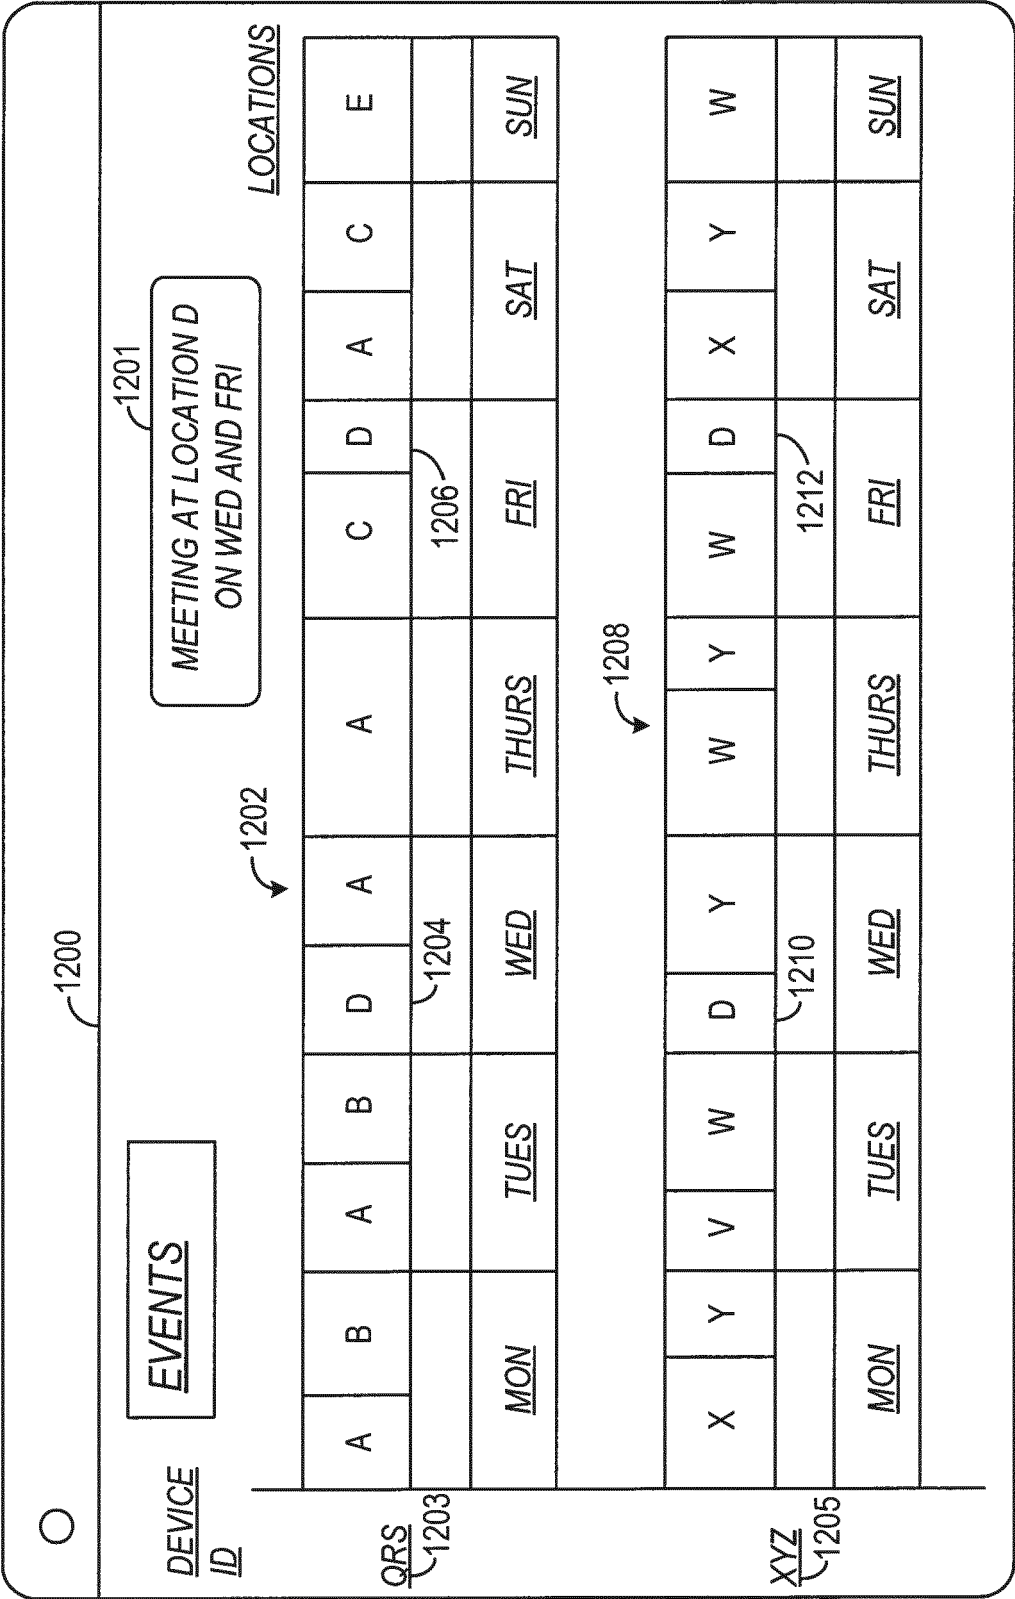 1200
1201
EVENTS
MEETING AT LOCATION D
ON WED AND FRI
DEVICE
ID
LOCATIONS
1202
A B A B D A A C D A C E
QRS
1203
1204
1206
MON TUES WED THURS FRI SAT SUN
1208
X Y V W D Y W Y W D X Y W
XYZ
1205
1210
1212
MON TUES WED THURS FRI SAT SUN